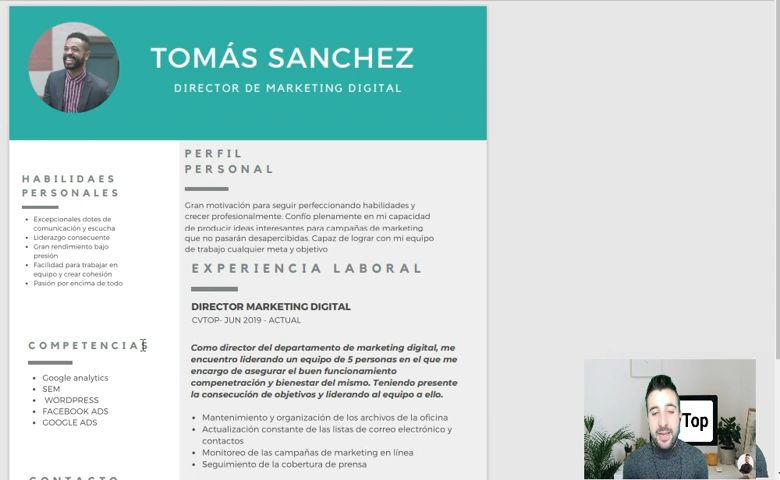 TOMÁS SANCHEZ
DIRECTOR DE MARKETING DIGITAL
HABILIDAES
PERSONALES
Excepcionales dotes de
comunicación y escucha
Liderazgo consecuente
Gran rendimiento bajo
presión
Facilidad para trabajar en
equipo y crear cohesión
Pasión por encima de todo
COMPETENCIAS
Google analytics
SEM
WORDPRESS
FACEBOOK ADS
GOOGLE ADS
CONTACTO
PERFIL
PERSONAL
Gran motivación para seguir perfeccionando habilidades y
crecer profesionalmente. Confío plenamente en mi capacidad
de producir ideas interesantes para campañas de marketing
que no pasarán desapercibidas. Capaz de lograr con mi equipo
de trabajo cualquier meta y objetivo
EXPERIENCIA LABORAL
DIRECTOR MARKETING DIGITAL
CVTOP- JUN 2019 - ACTUAL
Como director del departamento de marketing digital, me
encuentro liderando un equipo de 5 personas en el que me
encargo de asegurar el buen funcionamiento
compenetración y bienestar del mismo. Teniendo presente
la consecución de objetivos y liderando al equipo a ello.
Mantenimiento y organización de los archivos de la oficina
Actualización constante de las listas de correo electrónico y
contactos
Monitoreo de las campañas de marketing en línea
Seguimiento de la cobertura de prensa
Top